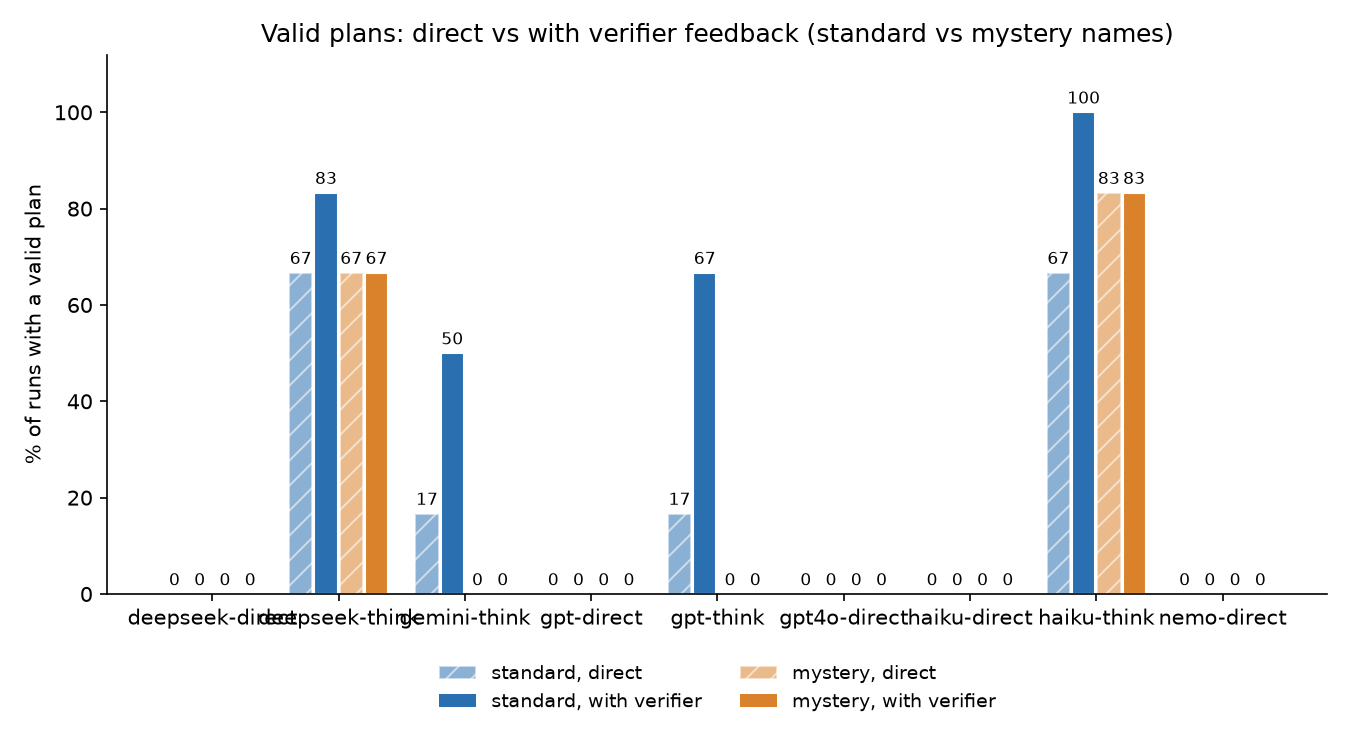 Valid plans: direct vs with verifier feedback (standard vs mystery names)
% of runs with a valid plan
100
80
60
40
20
0
0 0 0 0
67 83 67 67
17 50 0 0
0 0 0 0
17 67 0 0
0 0 0 0
0 0 0 0
67 100 83 83
0 0 0 0
deepseek-direct deepseek-think gemini-think gpt-direct gpt-think gpt4o-direct haiku-direct haiku-think nemo-direct
standard, direct
standard, with verifier
mystery, direct
mystery, with verifier